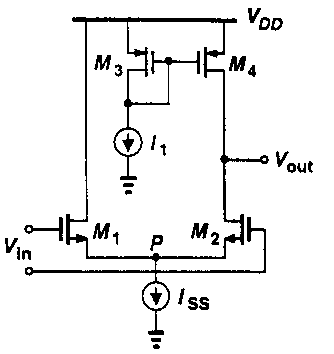 V_DD
M_3
M_4
I_1
V_out
V_in
M_1
P
M_2
I_SS